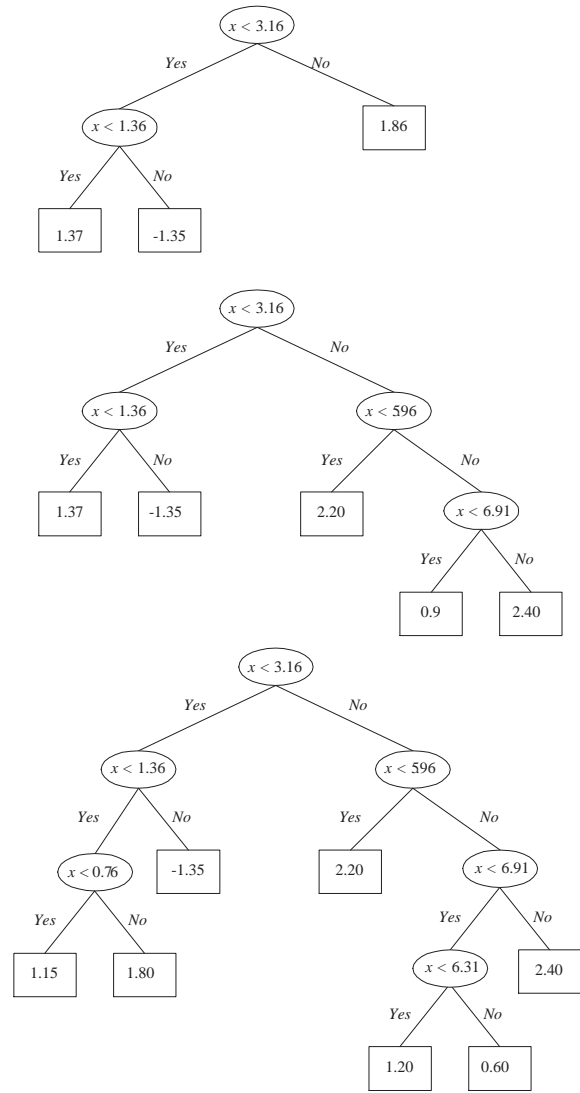 x < 3.16
Yes No
x < 1.36 1.86
Yes No
1.37 -1.35
x < 3.16
Yes No
x < 1.36 x < 596
Yes No Yes No
1.37 -1.35 2.20 x < 6.91
Yes No
0.9 2.40
x < 3.16
Yes No
x < 1.36 x < 596
Yes No Yes No
x < 0.76 -1.35 2.20 x < 6.91
Yes No Yes No
1.15 1.80 x < 6.31 2.40
Yes No
1.20 0.60